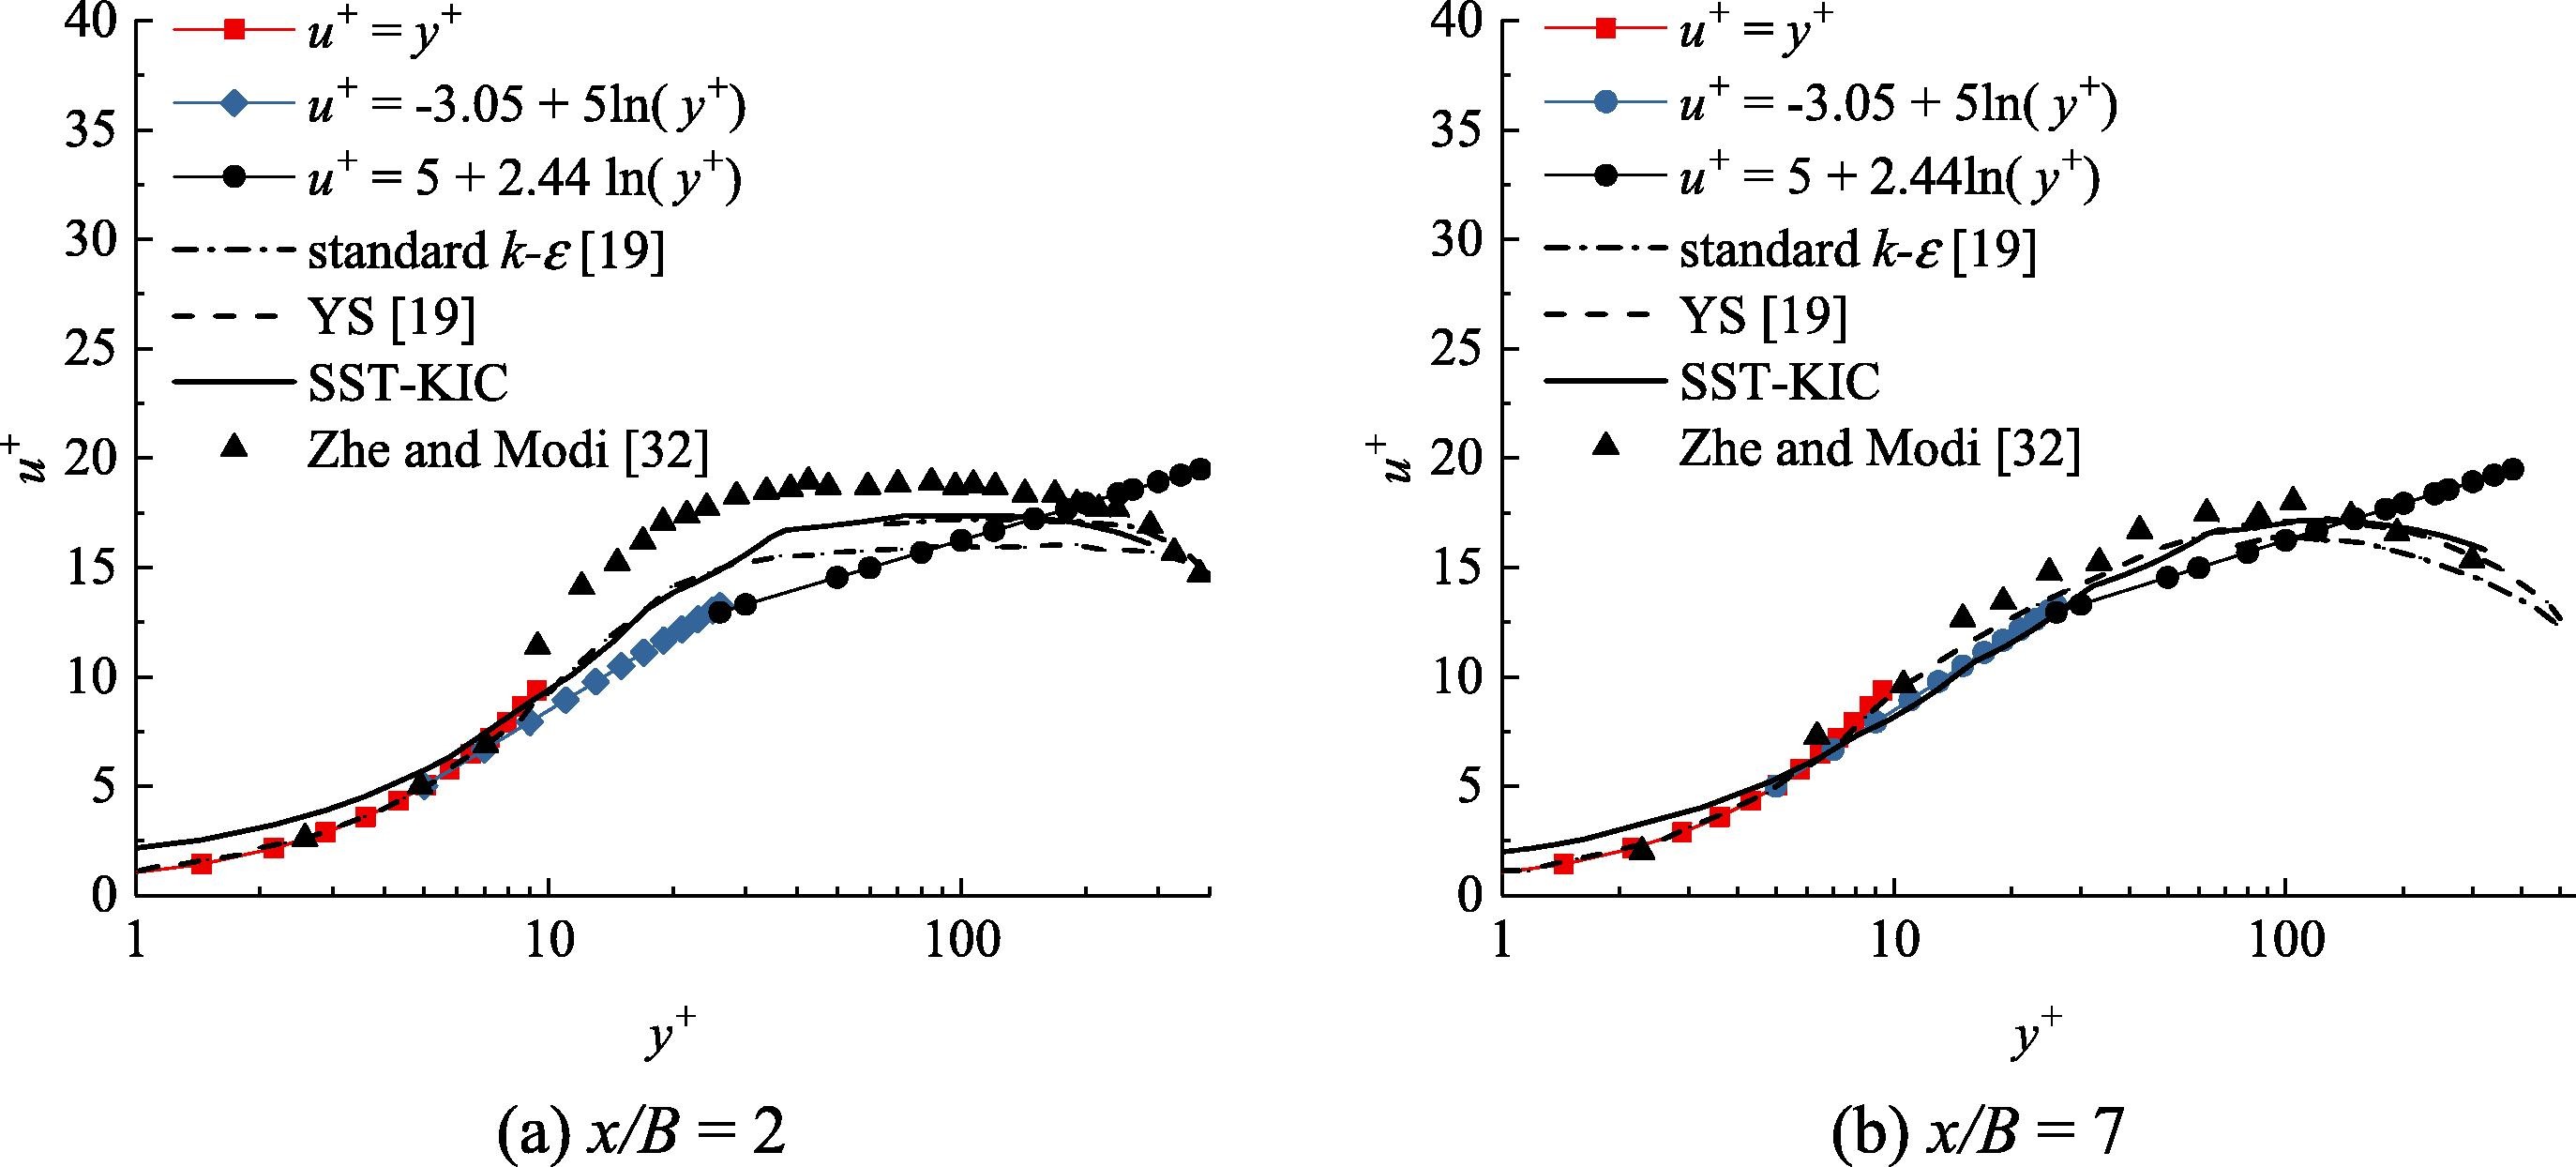 40
35
30
25
20
15
10
5
0
u⁺
u⁺ = y⁺
u⁺ = -3.05 + 5ln( y⁺)
u⁺ = 5 + 2.44 ln( y⁺)
standard k-ε [19]
YS [19]
SST-KIC
Zhe and Modi [32]
1 10 100
y⁺
(a) x/B = 2
40
35
30
25
20
15
10
5
0
u⁺
u⁺ = y⁺
u⁺ = -3.05 + 5ln( y⁺)
u⁺ = 5 + 2.44ln( y⁺)
standard k-ε [19]
YS [19]
SST-KIC
Zhe and Modi [32]
1 10 100
y⁺
(b) x/B = 7